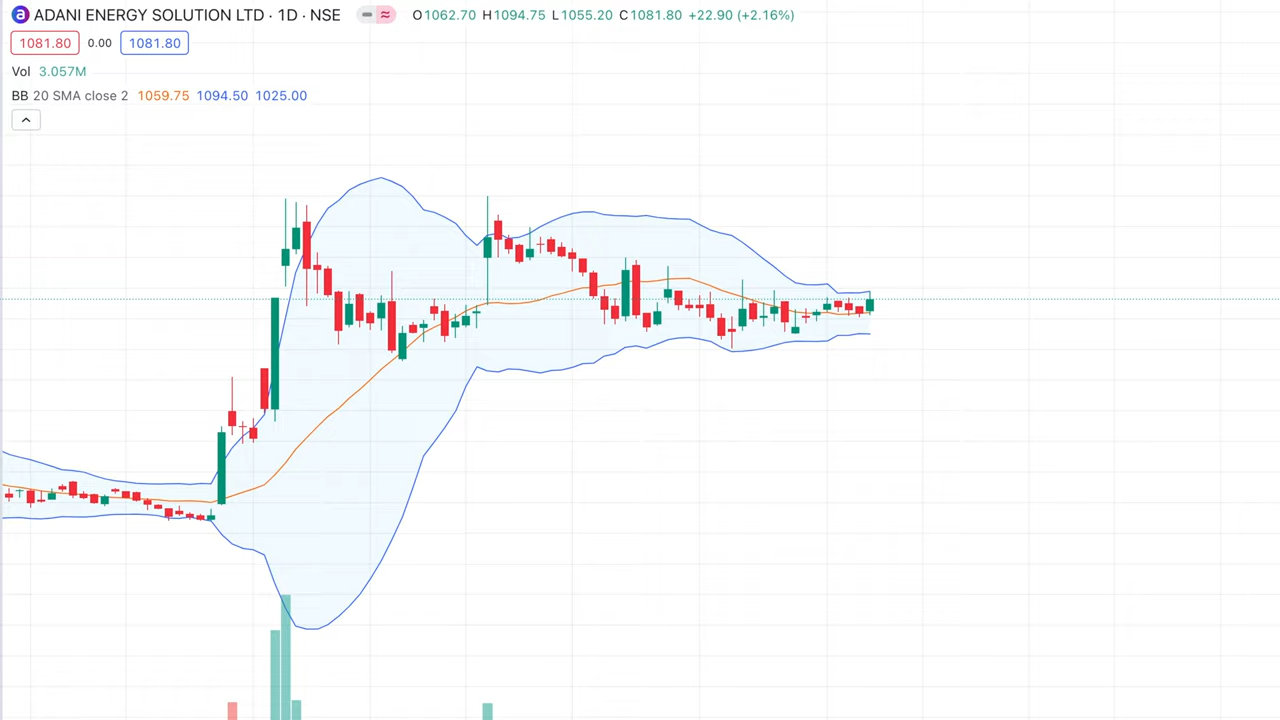 a ADANI ENERGY SOLUTION LTD · 1D · NSE O1062.70 H1094.75 L1055.20 C1081.80 +22.90 (+2.16%)
1081.80 0.00 1081.80
Vol 3.057M
BB 20 SMA close 2 1059.75 1094.50 1025.00